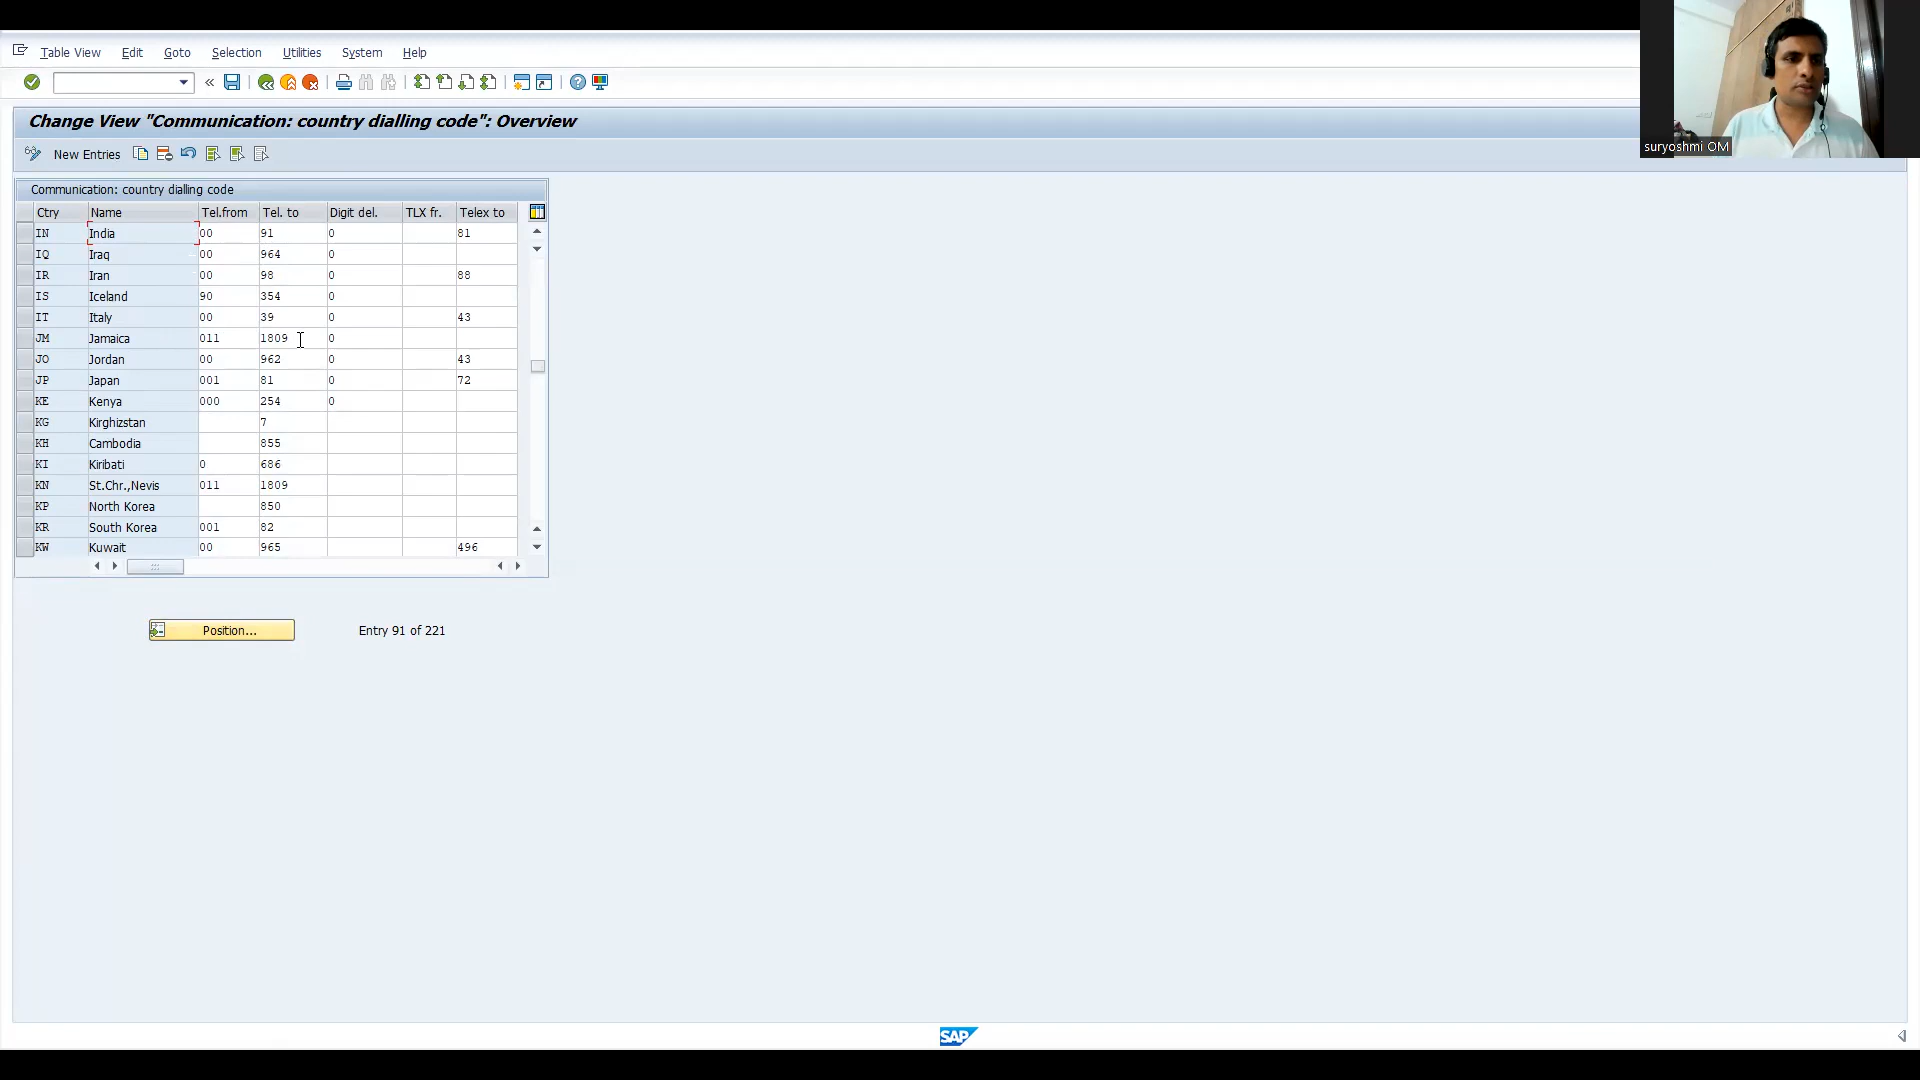 Table View Edit Goto Selection Utilities System Help
suryoshmi OM
Change View "Communication: country dialling code": Overview
New Entries
Communication: country dialling code
Ctry Name Tel.from Tel. to Digit del. TLX fr. Telex to
IN India 00 91 0 81
IQ Iraq 00 964 0
IR Iran 00 98 0 88
IS Iceland 90 354 0
IT Italy 00 39 0 43
JM Jamaica 011 1809 0
JO Jordan 00 962 0 43
JP Japan 001 81 0 72
KE Kenya 000 254 0
KG Kirghizstan 7
KH Cambodia 855
KI Kiribati 0 686
KN St.Chr.,Nevis 011 1809
KP North Korea 850
KR South Korea 001 82
KW Kuwait 00 965 496
Position... Entry 91 of 221
SAP